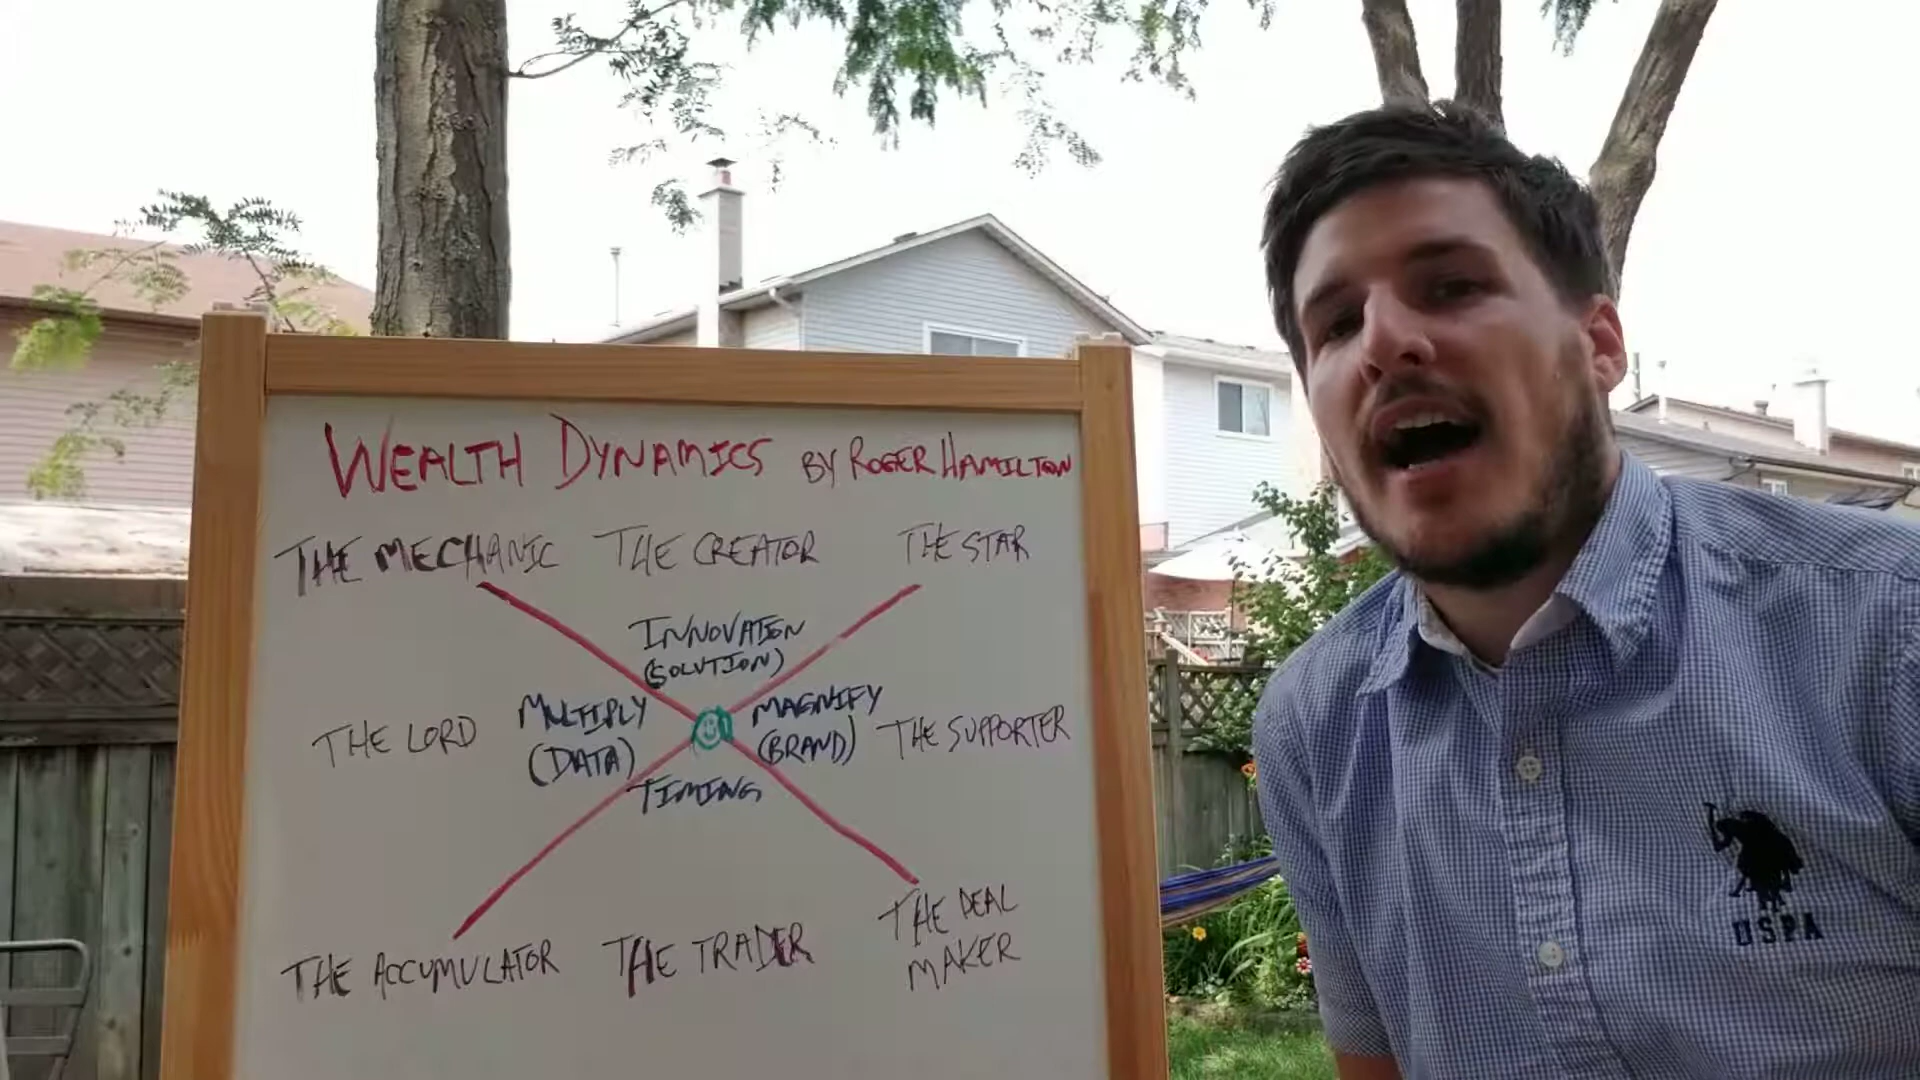 WEALTH DYNAMICS BY ROGER HAMILTON
THE MECHANIC THE CREATOR THE STAR
INNOVATION
(SOLUTION)
THE LORD
MULTIPLY
(DATA)
MAGNIFY
(BRAND)
THE SUPPORTER
TIMING
THE ACCUMULATOR THE TRADER
THE DEAL
MAKER
USPA